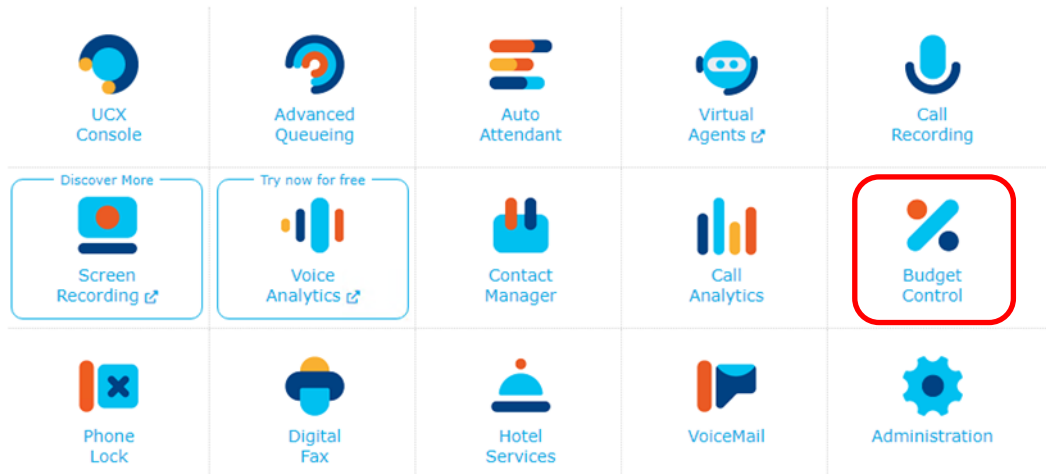 UCX
Console
Advanced
Queueing
Auto
Attendant
Virtual
Agents
Call
Recording
Discover More
Screen
Recording
Try now for free
Voice
Analytics
Contact
Manager
Call
Analytics
Budget
Control
Phone
Lock
Digital
Fax
Hotel
Services
VoiceMail
Administration